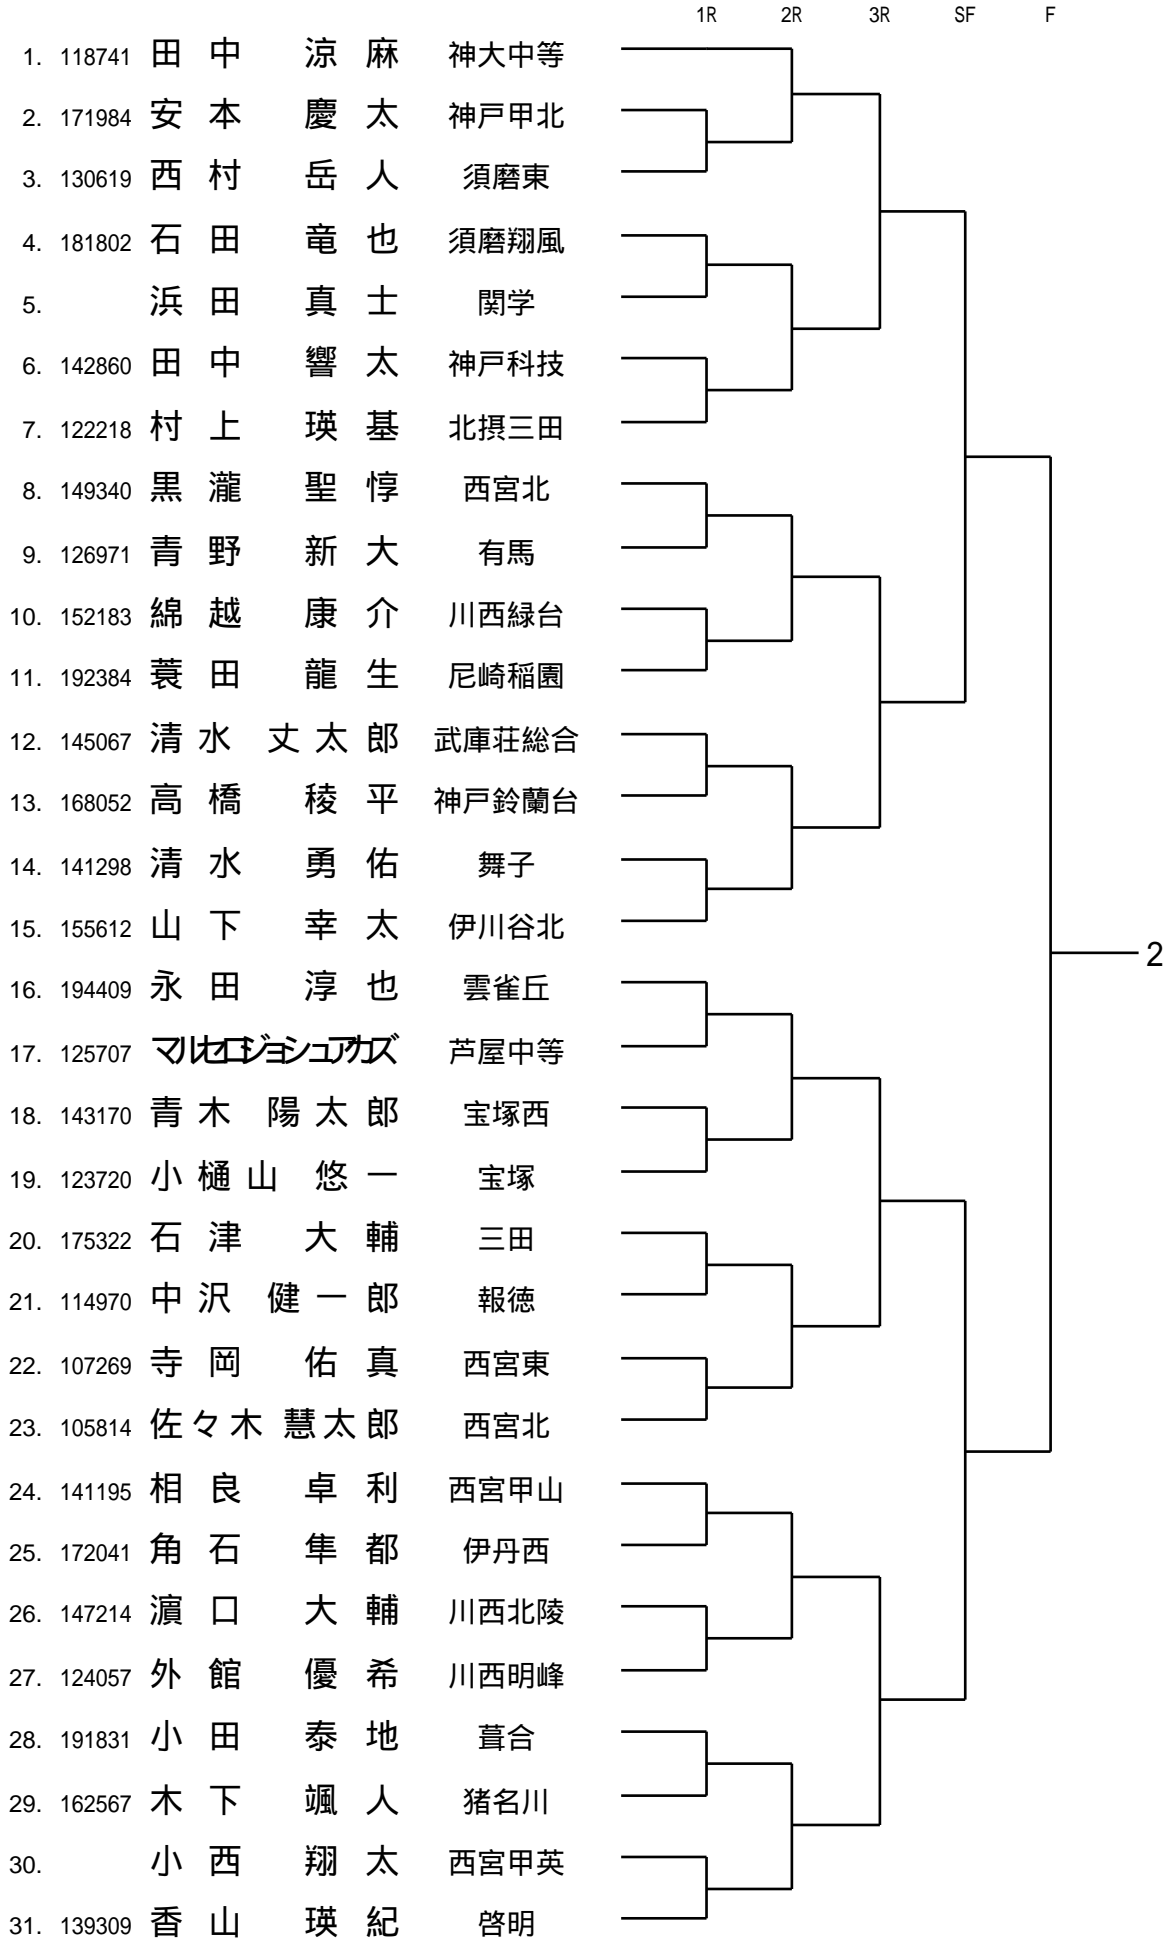 1R 2R 3R SF F
1. 118741 田中 涼麻 神大中等
2. 171984 安本 慶太 神戸甲北
3. 130619 西村 岳人 須磨東
4. 181802 石田 竜也 須磨翔風
5. 浜田 真士 関学
6. 142860 田中 響太 神戸科技
7. 122218 村上 瑛基 北摂三田
8. 149340 黒瀧 聖惇 西宮北
9. 126971 青野 新大 有馬
10. 152183 綿越 康介 川西緑台
11. 192384 蓑田 龍生 尼崎稲園
12. 145067 清水 丈太郎 武庫荘総合
13. 168052 高橋 稜平 神戸鈴蘭台
14. 141298 清水 勇佑 舞子
15. 155612 山下 幸太 伊川谷北
2
16. 194409 永田 淳也 雲雀丘
17. 125707 マルセロジョシュアカズ 芦屋中等
18. 143170 青木 陽太郎 宝塚西
19. 123720 小樋山 悠一 宝塚
20. 175322 石津 大輔 三田
21. 114970 中沢 健一郎 報徳
22. 107269 寺岡 佑真 西宮東
23. 105814 佐々木 慧太郎 西宮北
24. 141195 相良 卓利 西宮甲山
25. 172041 角石 隼都 伊丹西
26. 147214 濵口 大輔 川西北陵
27. 124057 外館 優希 川西明峰
28. 191831 小田 泰地 葺合
29. 162567 木下 颯人 猪名川
30. 小西 翔太 西宮甲英
31. 139309 香山 瑛紀 啓明